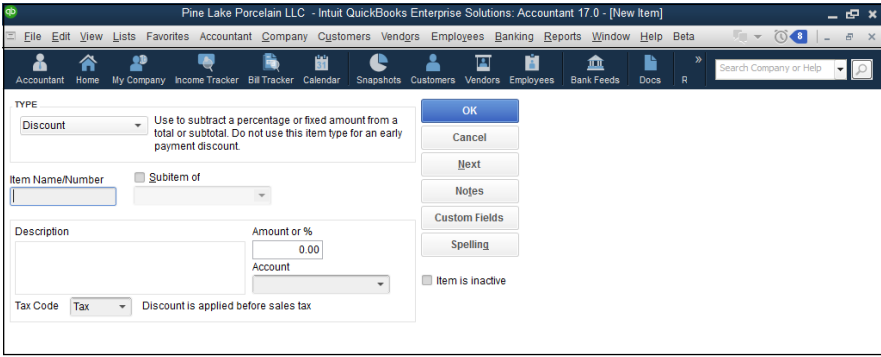 Pine Lake Porcelain LLC - Intuit QuickBooks Enterprise Solutions: Accountant 17.0 - [New Item]
File Edit View Lists Favorites Accountant Company Customers Vendors Employees Banking Reports Window Help Beta 8
31
Accountant Home My Company Income Tracker Bill Tracker Calendar Snapshots Customers Vendors Employees Bank Feeds Docs R » Search Company or Help
TYPE
Discount
Use to subtract a percentage or fixed amount from a
total or subtotal. Do not use this item type for an early
payment discount.
OK
Cancel
Next
Notes
Custom Fields
Spelling
Item is inactive
Item Name/Number Subitem of
Description Amount or %
0.00
Account
Tax Code Tax Discount is applied before sales tax